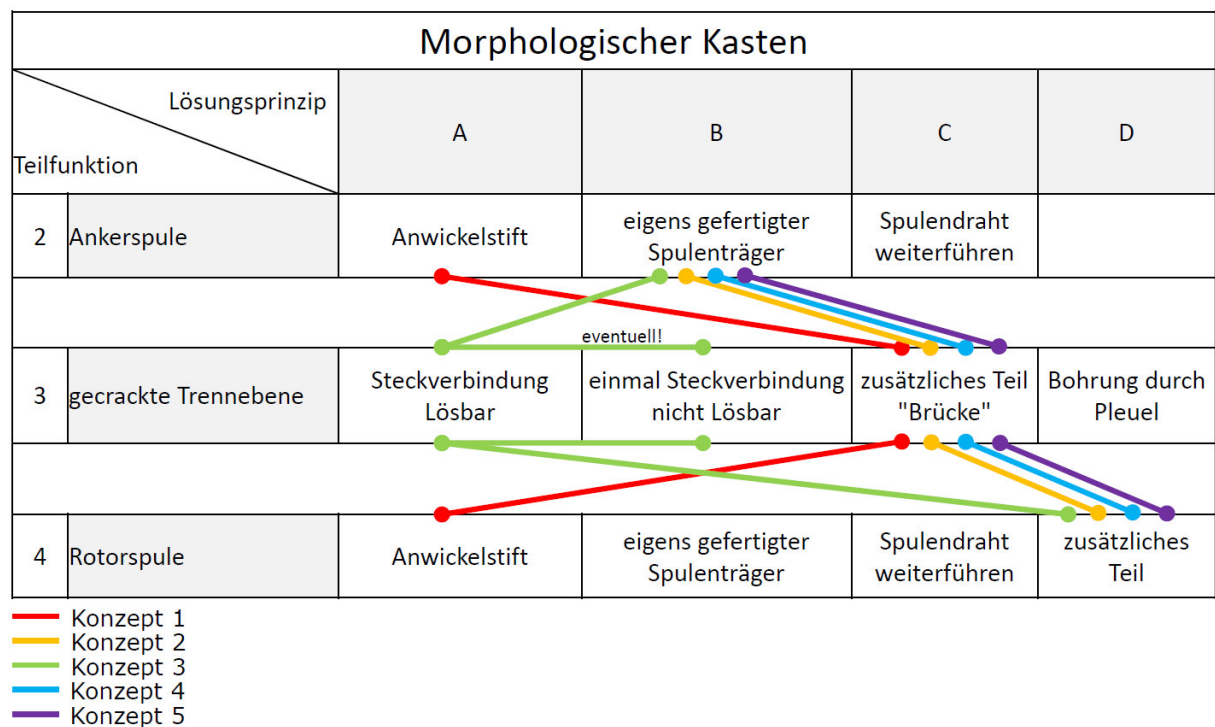 Morphologischer Kasten
Lösungsprinzip
Teilfunktion
A
B
C
D
2
Ankerspule
Anwickelstift
eigens gefertigter
Spulenträger
Spulendraht
weiterführen
eventuell!
3
gecrackte Trennebene
Steckverbindung
Lösbar
einmal Steckverbindung
nicht Lösbar
zusätzliches Teil
"Brücke"
Bohrung durch
Pleuel
4
Rotorspule
Anwickelstift
eigens gefertigter
Spulenträger
Spulendraht
weiterführen
zusätzliches
Teil
Konzept 1
Konzept 2
Konzept 3
Konzept 4
Konzept 5